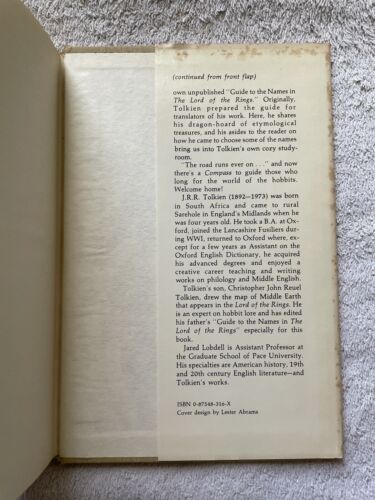 (continued from front flap)
own unpublished "Guide to the Names in
The Lord of the Rings." Originally,
Tolkien prepared the guide for
translators of his work. Here, he shares
his dragon-hoard of etymological
treasures, and his asides to the reader on
how he came to choose some of the names
bring us into Tolkien's own cozy study-
room.
"The road runs ever on . . ." and now
there's a Compass to guide those who
long for the world of the hobbits.
Welcome home!
J.R.R. Tolkien (1892–1973) was born
in South Africa and came to rural
Sarehole in England's Midlands when he
was four years old. He took a B.A. at Ox-
ford, joined the Lancashire Fusiliers during
WWI, returned to Oxford where, ex-
cept for a few years as Assistant on the
Oxford English Dictionary, he acquired
his advanced degrees and enjoyed a
creative career teaching and writing
works on philology and Middle English.
Tolkien's son, Christopher John Reuel
Tolkien, drew the map of Middle Earth
that appears in the Lord of the Rings. He
is an expert on hobbit lore and has edited
his father's "Guide to the Names in The
Lord of the Rings" especially for this
book.
Jared Lobdell is Assistant Professor at
the Graduate School of Pace University.
His specialties are American history, 19th
and 20th century English literature—and
Tolkien's works.
ISBN 0-87548-316-X
Cover design by Lester Abrams